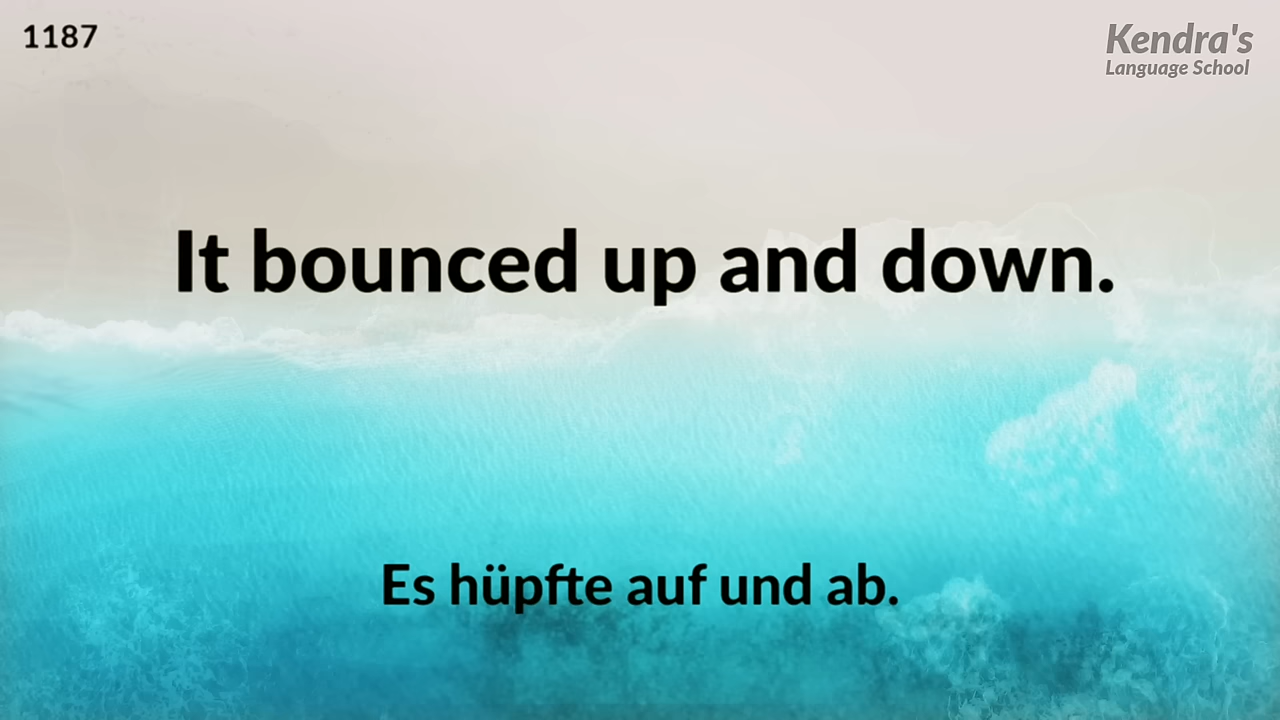 1187
Kendra's
Language School
It bounced up and down.
Es hüpfte auf und ab.